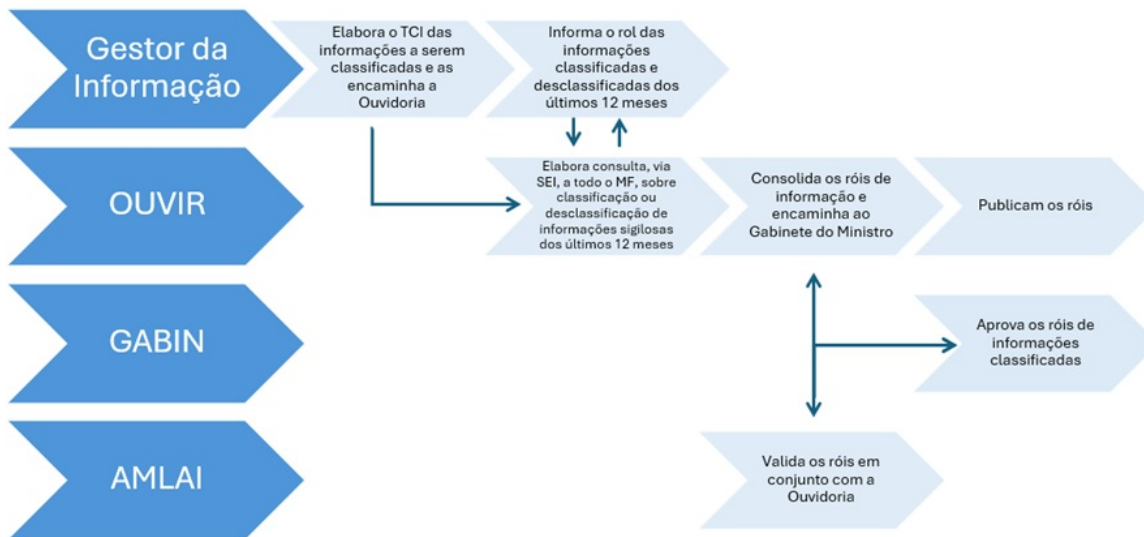 Gestor da
Informação
Elabora o TCI das
informações a serem
classificadas e as
encaminha a
Ouvidoria
Informa o rol das
informações
classificadas e
desclassificadas dos
últimos 12 meses
OUVIR
Elabora consulta, via
SEI, a todo o MF, sobre
classificação ou
desclassificação de
informações sigilosas
dos últimos 12 meses
Consolida os róis de
informação e
encaminha ao
Gabinete do Ministro
Publicam os róis
GABIN
Aprova os róis de
informações
classificadas
AMLAI
Valida os róis em
conjunto com a
Ouvidoria